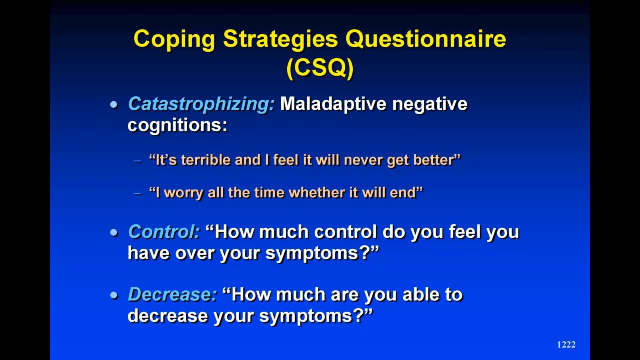 Coping Strategies Questionnaire
(CSQ)
• Catastrophizing: Maladaptive negative
cognitions:
– “It’s terrible and I feel it will never get better”
– “I worry all the time whether it will end”
• Control: “How much control do you feel you
have over your symptoms?”
• Decrease: “How much are you able to
decrease your symptoms?”
1222